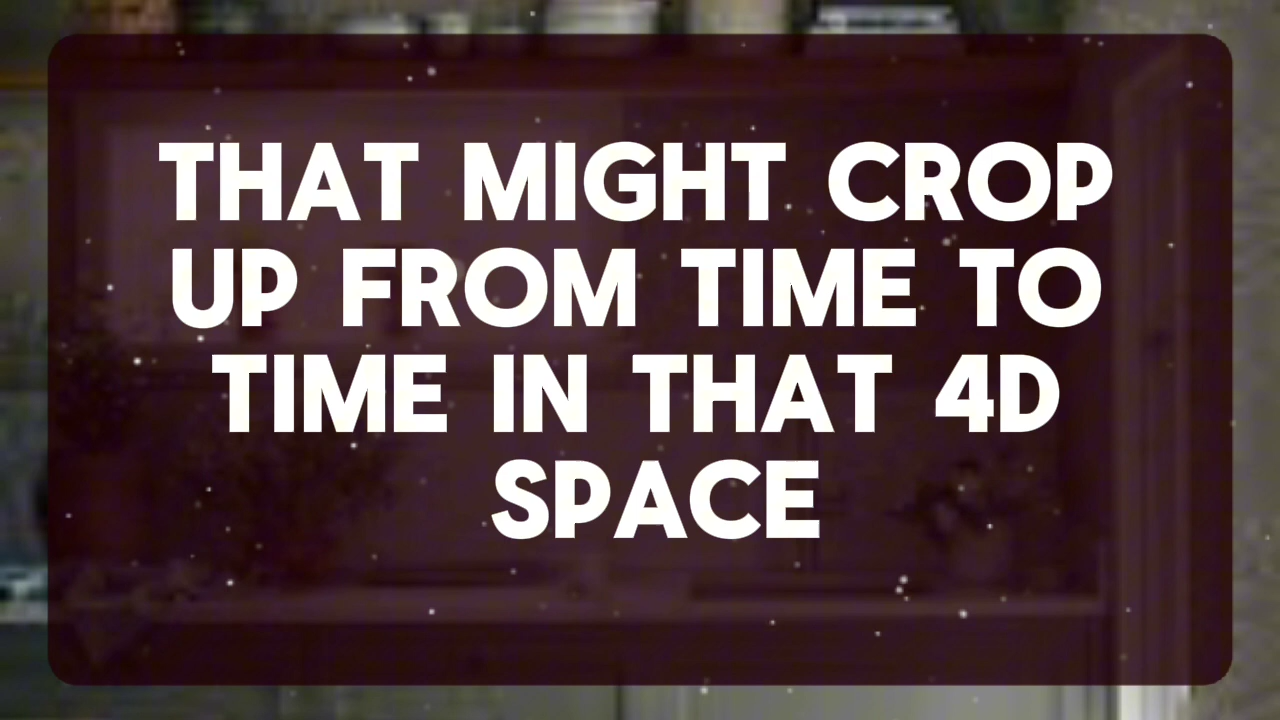 THAT MIGHT CROP
UP FROM TIME TO
TIME IN THAT 4D
SPACE